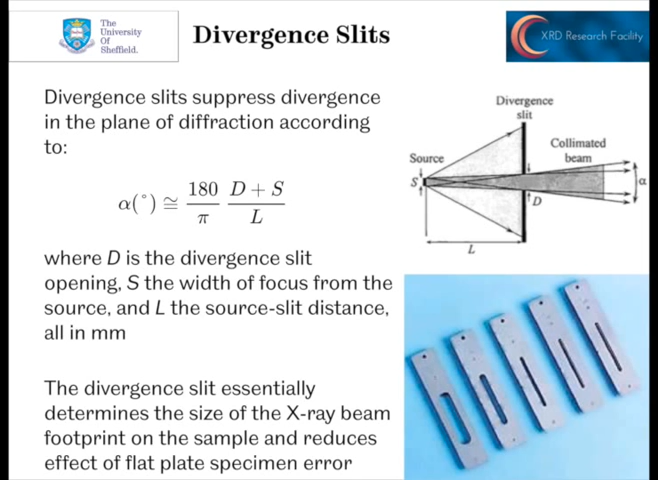 The
University
Of
Sheffield.
Divergence Slits
XRD Research Facility
Divergence slits suppress divergence
in the plane of diffraction according
to:
α(°) ≅ 180/π (D + S)/L
where D is the divergence slit
opening, S the width of focus from the
source, and L the source-slit distance,
all in mm
The divergence slit essentially
determines the size of the X-ray beam
footprint on the sample and reduces
effect of flat plate specimen error
Divergence
slit
Collimated
beam
Source
S
α
D
L